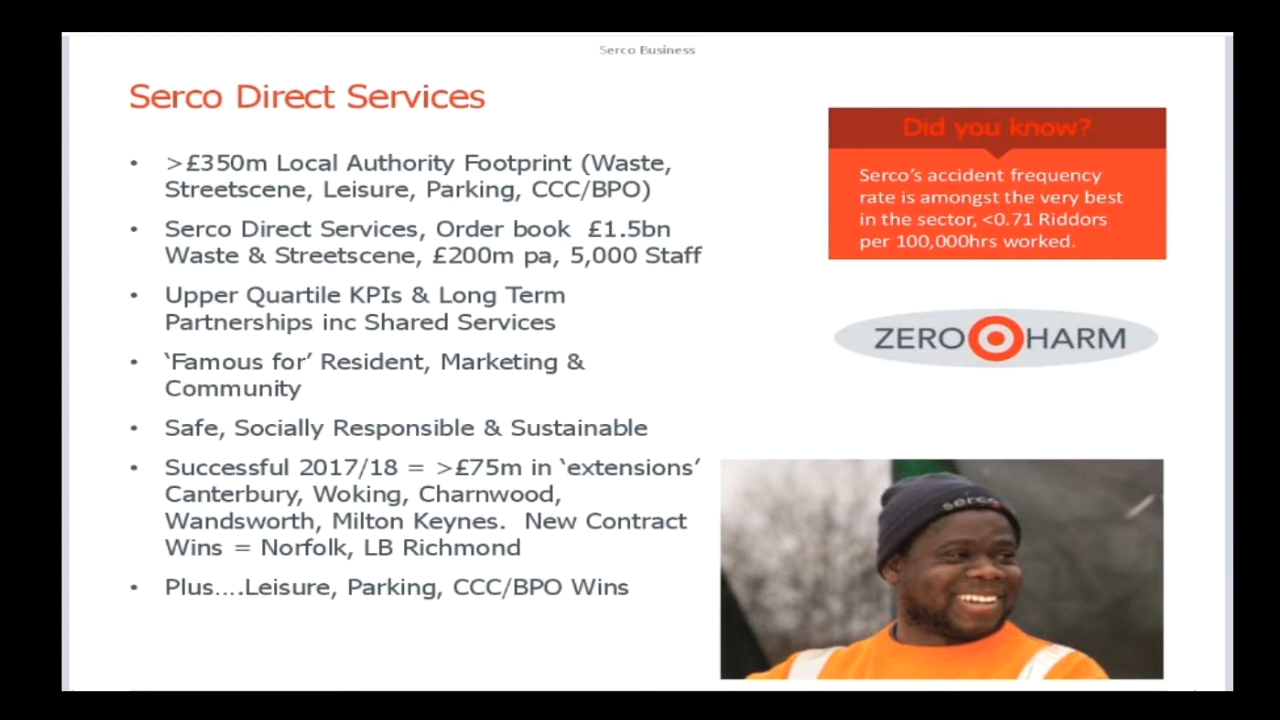 Serco Business
Serco Direct Services
• >£350m Local Authority Footprint (Waste,
Streetscene, Leisure, Parking, CCC/BPO)
• Serco Direct Services, Order book £1.5bn
Waste & Streetscene, £200m pa, 5,000 Staff
• Upper Quartile KPIs & Long Term
Partnerships inc Shared Services
• ‘Famous for’ Resident, Marketing &
Community
• Safe, Socially Responsible & Sustainable
• Successful 2017/18 = >£75m in ‘extensions’
Canterbury, Woking, Charnwood,
Wandsworth, Milton Keynes. New Contract
Wins = Norfolk, LB Richmond
• Plus....Leisure, Parking, CCC/BPO Wins
Did you know?
Serco’s accident frequency
rate is amongst the very best
in the sector, <0.71 Riddors
per 100,000hrs worked.
ZERO HARM
serco